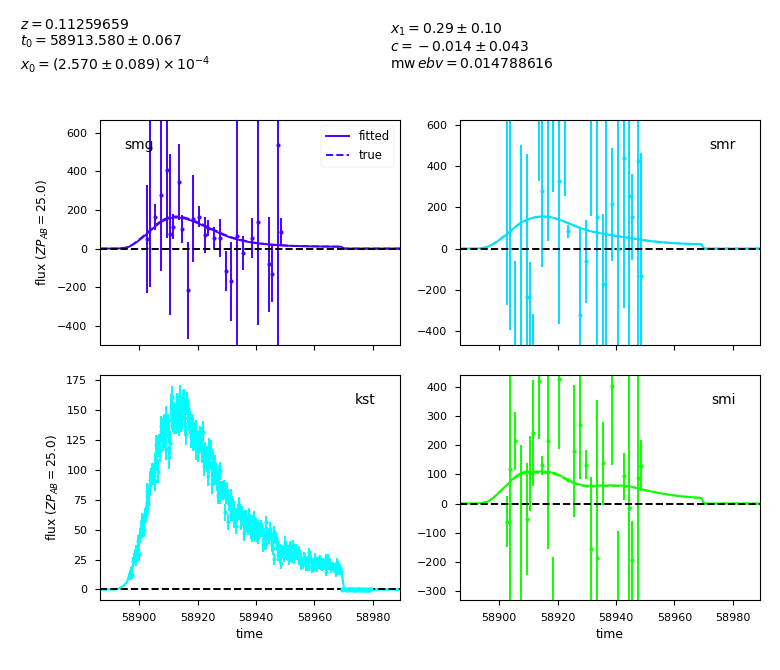 z = 0.11259659
t₀ = 58913.580 ± 0.067
x₀ = (2.570 ± 0.089) × 10⁻⁴
x₁ = 0.29 ± 0.10
c = −0.014 ± 0.043
mw ebv = 0.014788616
smg
fitted
true
600
400
200
0
−200
−400
flux (ZP_AB = 25.0)
smr
600
400
200
0
−200
−400
kst
175
150
125
100
75
50
25
0
flux (ZP_AB = 25.0)
58900 58920 58940 58960 58980
time
smi
400
300
200
100
0
−100
−200
−300
58900 58920 58940 58960 58980
time